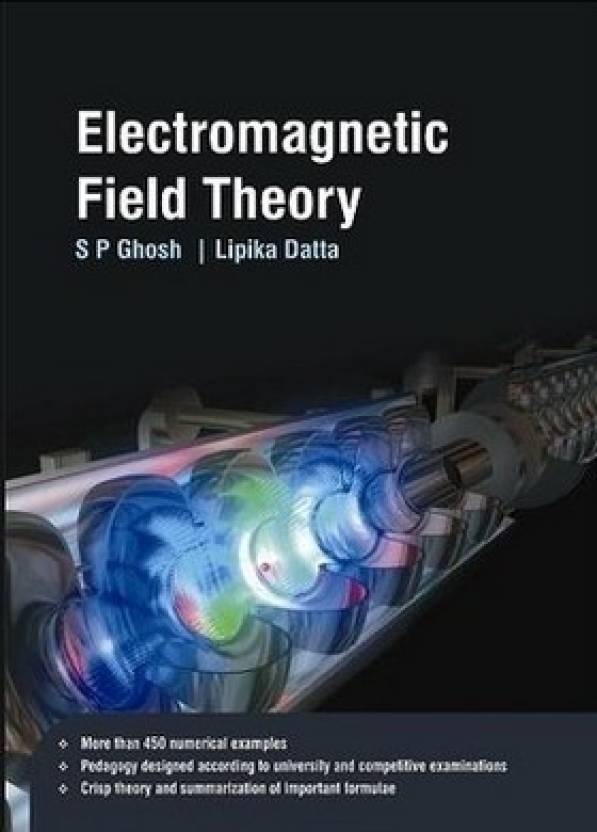 Electromagnetic
Field Theory
S P Ghosh | Lipika Datta
❖ More than 450 numerical examples
❖ Pedagogy designed according to university and competitive examinations
❖ Crisp theory and summarization of important formulae